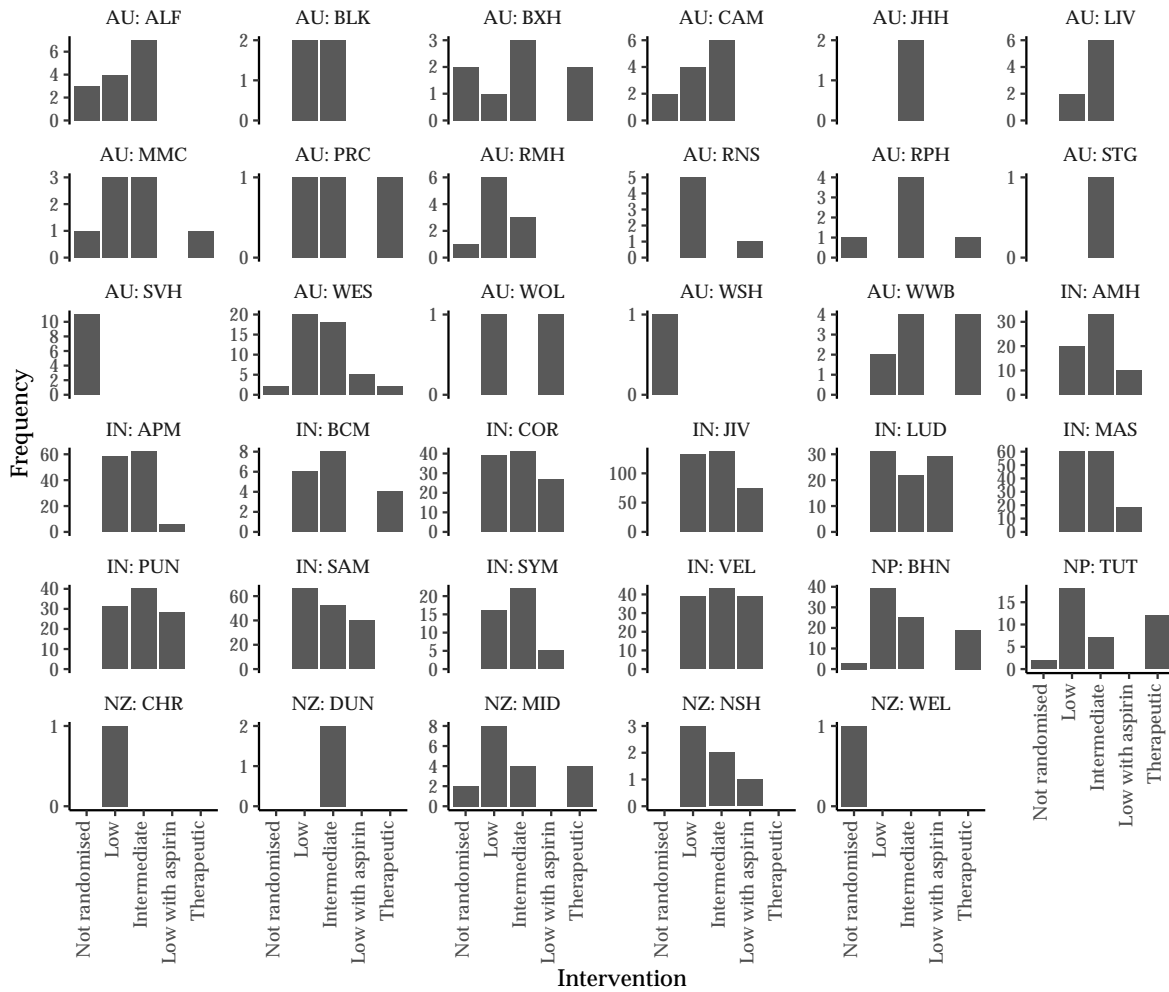 AU: ALF AU: BLK AU: BXH AU: CAM AU: JHH AU: LIV
6 4 2 0
2 1 0
3 2 1 0
6 4 2 0
2 1 0
6 4 2 0
AU: MMC AU: PRC AU: RMH AU: RNS AU: RPH AU: STG
3 2 1 0
1 0
6 4 2 0
5 4 3 2 1 0
4 3 2 1 0
1 0
AU: SVH AU: WES AU: WOL AU: WSH AU: WWB IN: AMH
10 8 6 4 2 0
20 15 10 5 0
1 0
1 0
4 3 2 1 0
30 20 10 0
Frequency
IN: APM IN: BCM IN: COR IN: JIV IN: LUD IN: MAS
60 40 20 0
8 6 4 2 0
40 30 20 10 0
100 50 0
30 20 10 0
60 50 40 30 20 10 0
IN: PUN IN: SAM IN: SYM IN: VEL NP: BHN NP: TUT
40 30 20 10 0
60 40 20 0
20 15 10 5 0
40 30 20 10 0
40 30 20 10 0
15 10 5 0
NZ: CHR NZ: DUN NZ: MID NZ: NSH NZ: WEL
1 0
2 1 0
8 6 4 2 0
3 2 1 0
1 0
Not randomised
Low
Intermediate
Low with aspirin
Therapeutic
Not randomised
Low
Intermediate
Low with aspirin
Therapeutic
Not randomised
Low
Intermediate
Low with aspirin
Therapeutic
Not randomised
Low
Intermediate
Low with aspirin
Therapeutic
Not randomised
Low
Intermediate
Low with aspirin
Therapeutic
Not randomised
Low
Intermediate
Low with aspirin
Therapeutic
Intervention